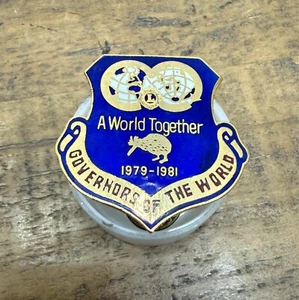 L
A World Together
1979-1981
GOVERNORS OF THE WORLD